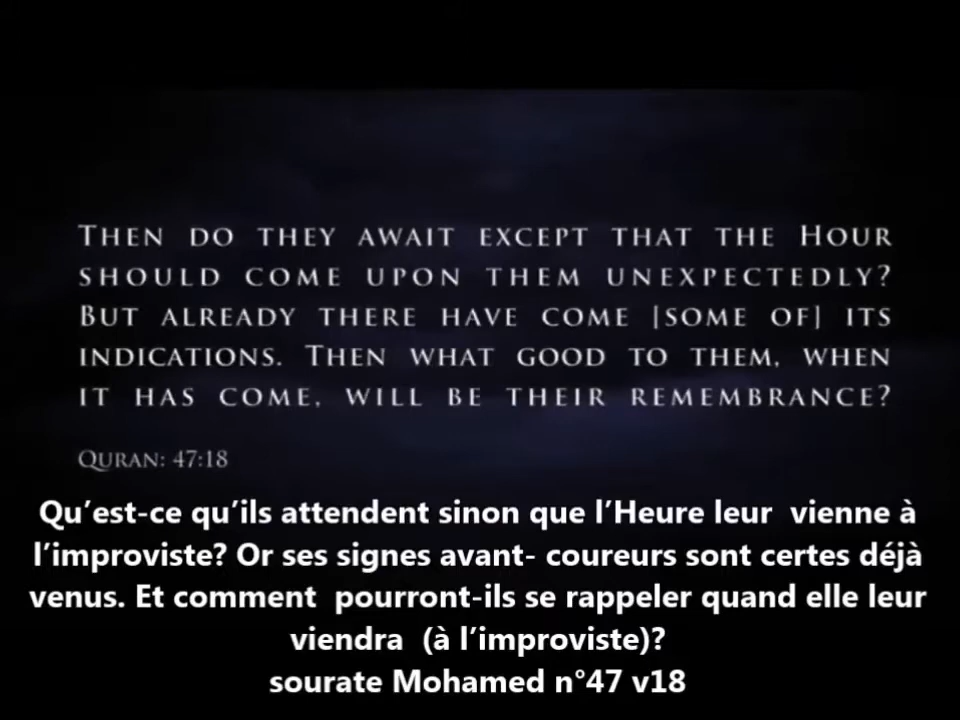 THEN DO THEY AWAIT EXCEPT THAT THE HOUR
SHOULD COME UPON THEM UNEXPECTEDLY?
BUT ALREADY THERE HAVE COME [SOME OF] ITS
INDICATIONS. THEN WHAT GOOD TO THEM, WHEN
IT HAS COME, WILL BE THEIR REMEMBRANCE?
QURAN: 47:18
Qu’est-ce qu’ils attendent sinon que l’Heure leur vienne à
l’improviste? Or ses signes avant- coureurs sont certes déjà
venus. Et comment pourront-ils se rappeler quand elle leur
viendra (à l’improviste)?
sourate Mohamed n°47 v18